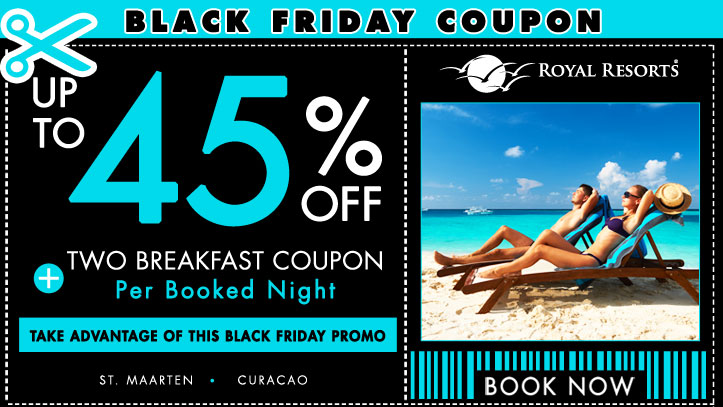 BLACK FRIDAY COUPON
UP
TO
45%
OFF
+ TWO BREAKFAST COUPON
Per Booked Night
TAKE ADVANTAGE OF THIS BLACK FRIDAY PROMO
ST. MAARTEN • CURACAO
ROYAL RESORTS®
BOOK NOW